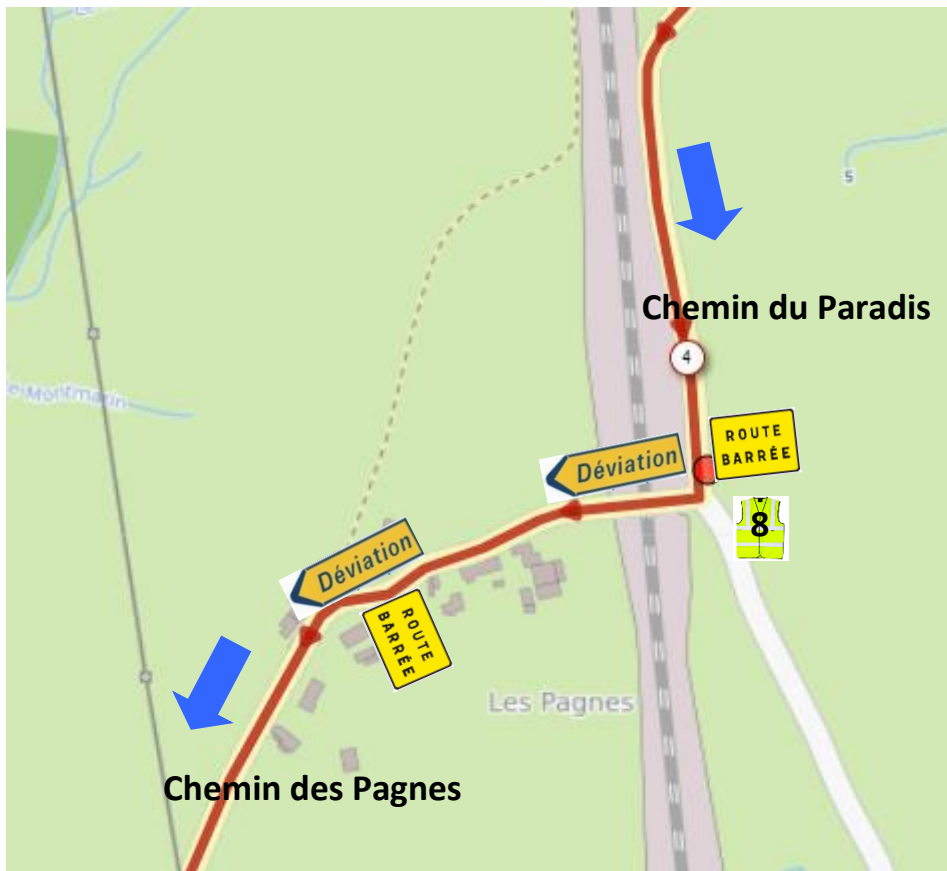 5
Chemin du Paradis
4
ROUTE
BARRÉE
Déviation
8
Déviation
ROUTE
BARRÉE
Les Pagnes
Chemin des Pagnes